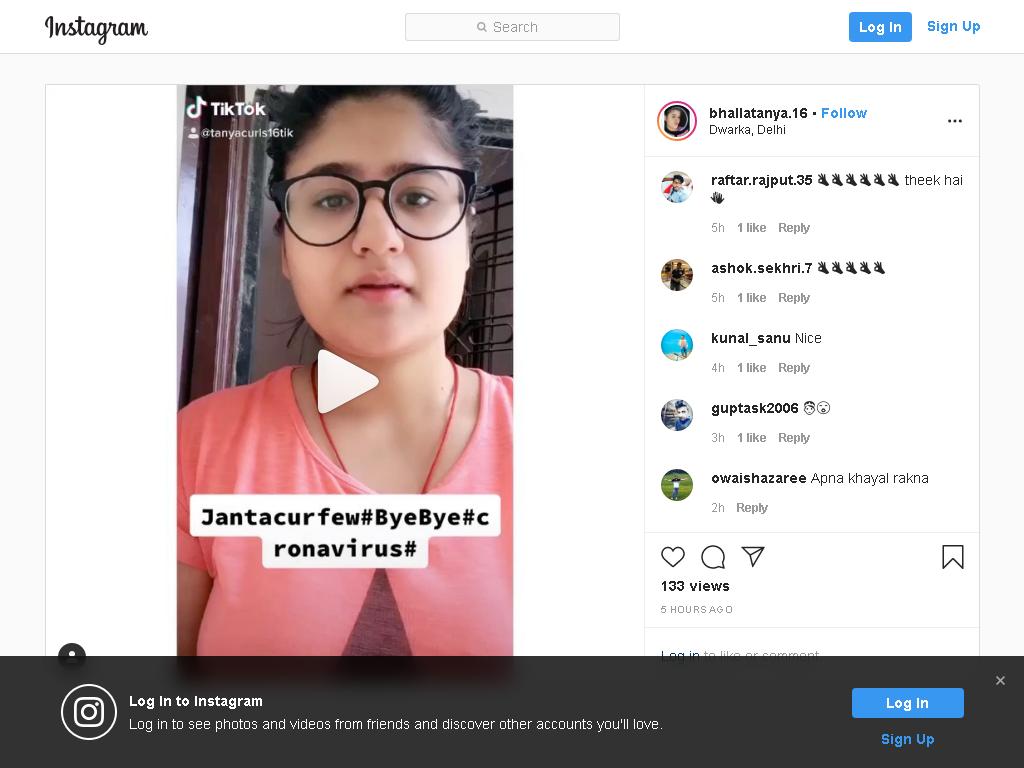 Instagram
Search
Log In
Sign Up
TikTok
@tanyacurls16tik
Jantacurfew#ByeBye#c
ronavirus#
bhallatanya.16 • Follow
Dwarka, Delhi
raftar.rajput.35 theek hai
5h 1 like Reply
ashok.sekhri.7
5h 1 like Reply
kunal_sanu Nice
4h 1 like Reply
guptask2006
3h 1 like Reply
owaishazaree Apna khayal rakna
2h Reply
133 views
5 HOURS AGO
Log in to like or comment.
Log In to Instagram
Log in to see photos and videos from friends and discover other accounts you'll love.
Log In
Sign Up